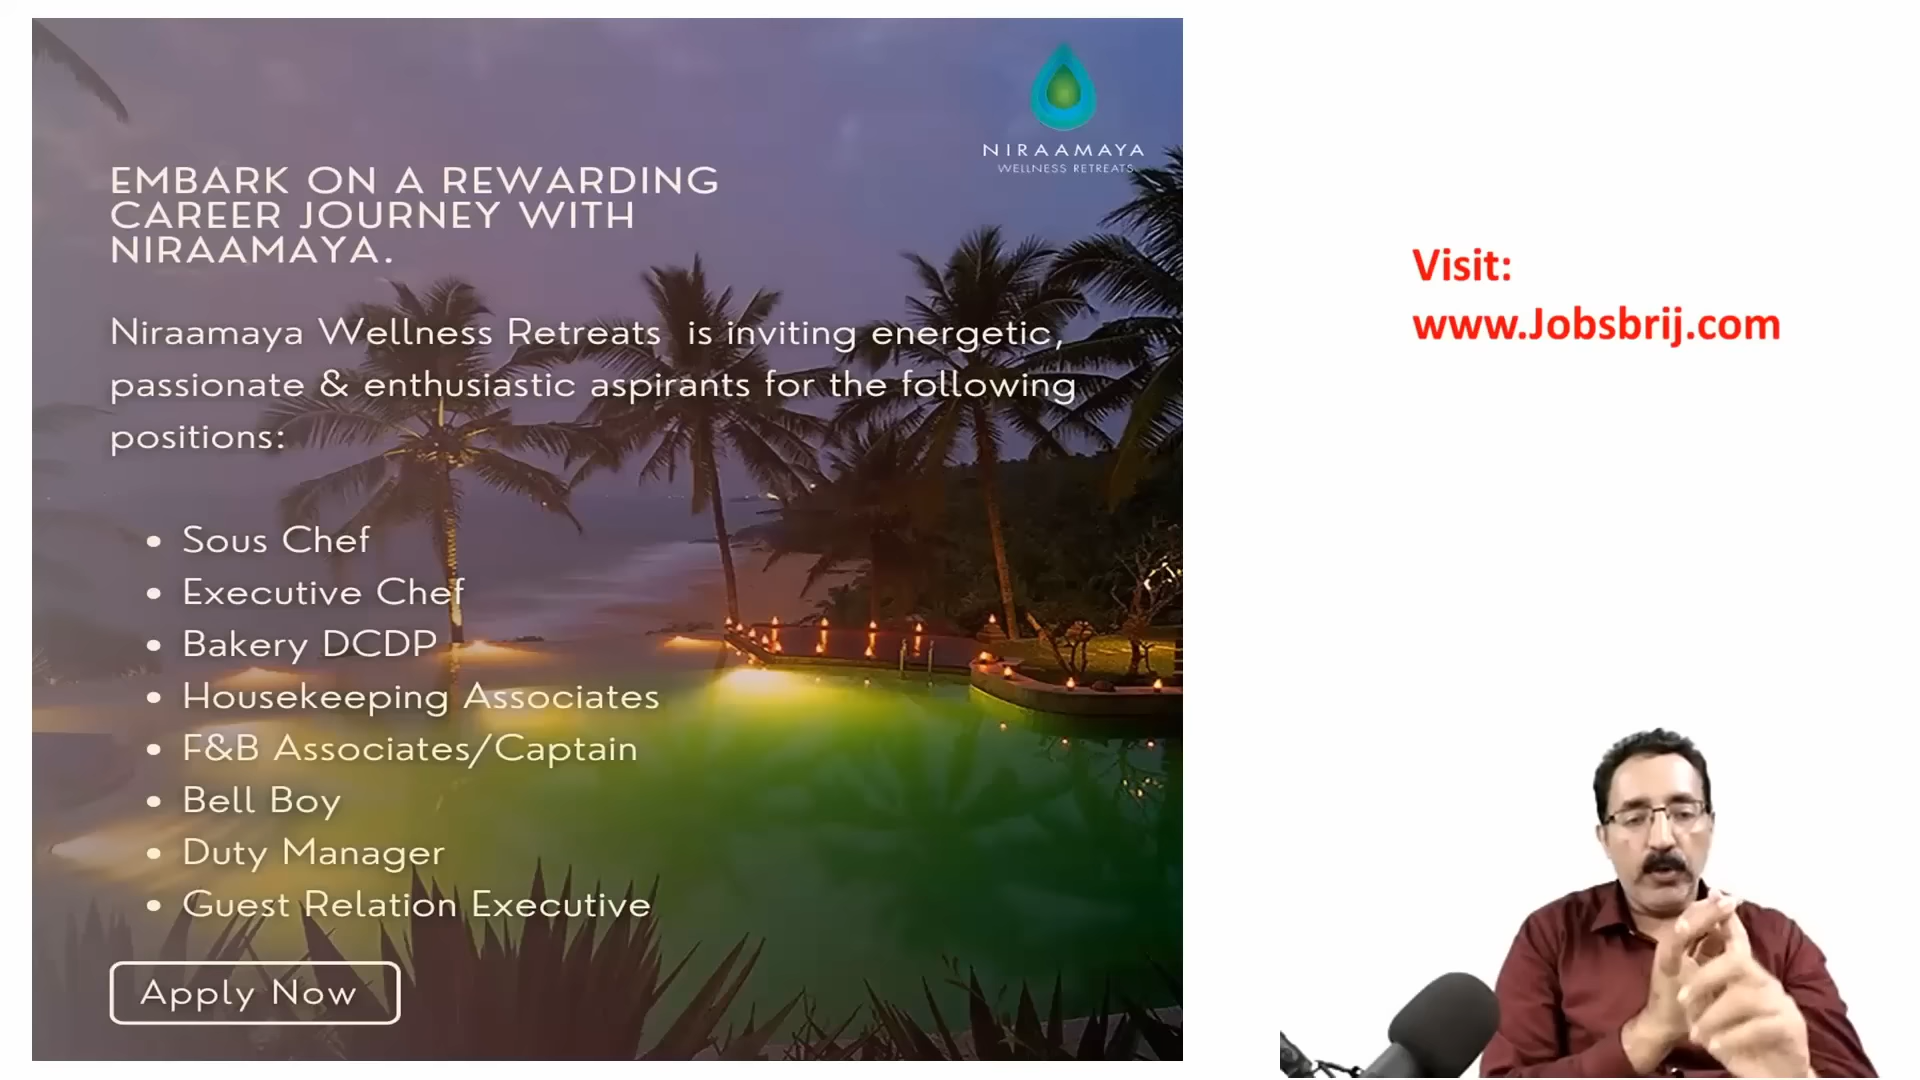 NIRAAMAYA
WELLNESS RETREATS
EMBARK ON A REWARDING
CAREER JOURNEY WITH
NIRAAMAYA.
Niraamaya Wellness Retreats is inviting energetic,
passionate & enthusiastic aspirants for the following
positions:
• Sous Chef
• Executive Chef
• Bakery DCDP
• Housekeeping Associates
• F&B Associates/Captain
• Bell Boy
• Duty Manager
• Guest Relation Executive
Apply Now
Visit:
www.Jobsbrij.com